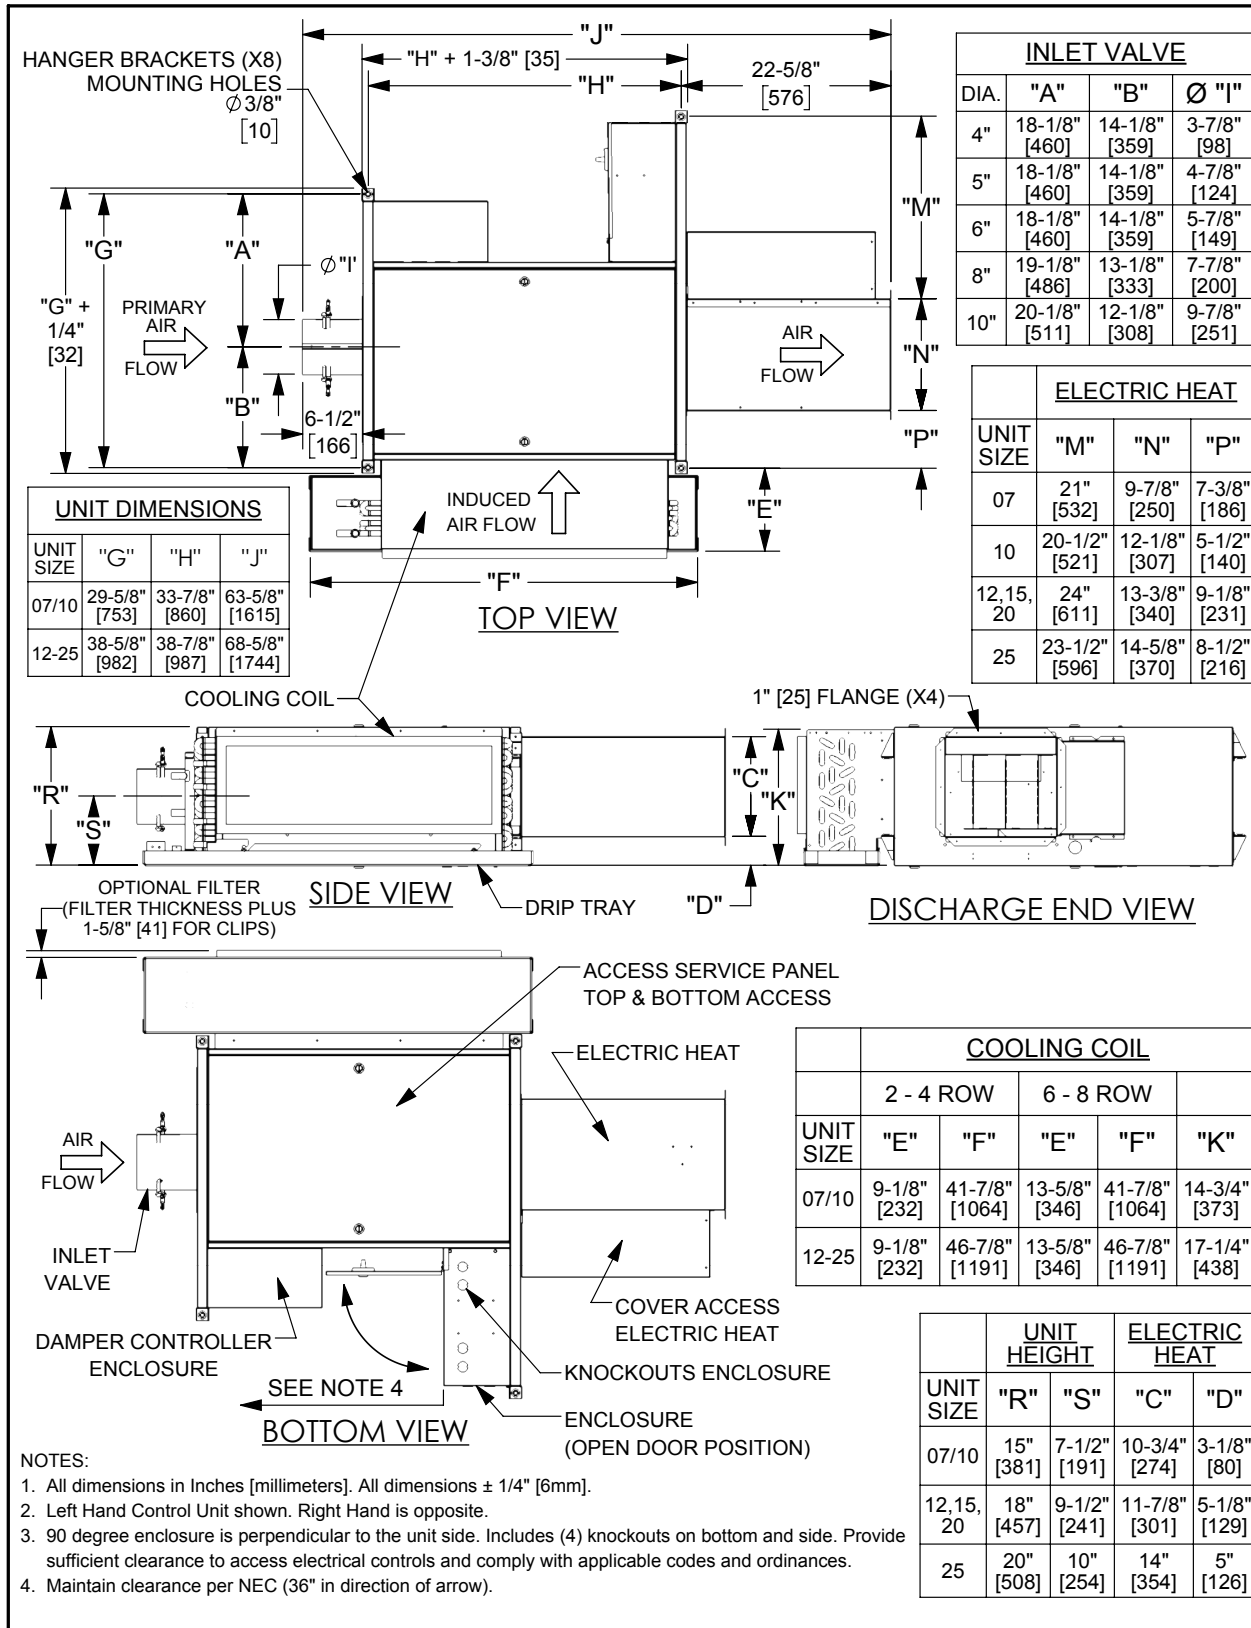 "J"
HANGER BRACKETS (X8)
MOUNTING HOLES
Ø 3/8"
[10]
"H" + 1-3/8" [35]
"H"
22-5/8"
[576]
"G"
"A"
"G" +
1/4"
[32]
Ø "I'
PRIMARY
AIR
FLOW
"B"
6-1/2"
[166]
"M"
AIR
FLOW
"N"
"P"
INDUCED
AIR FLOW
"E"
"F"
TOP VIEW
INLET VALVE
DIA. "A" "B" Ø "I"
4" 18-1/8" [460] 14-1/8" [359] 3-7/8" [98]
5" 18-1/8" [460] 14-1/8" [359] 4-7/8" [124]
6" 18-1/8" [460] 14-1/8" [359] 5-7/8" [149]
8" 19-1/8" [486] 13-1/8" [333] 7-7/8" [200]
10" 20-1/8" [511] 12-1/8" [308] 9-7/8" [251]
ELECTRIC HEAT
UNIT SIZE "M" "N" "P"
07 21" [532] 9-7/8" [250] 7-3/8" [186]
10 20-1/2" [521] 12-1/8" [307] 5-1/2" [140]
12,15, 20 24" [611] 13-3/8" [340] 9-1/8" [231]
25 23-1/2" [596] 14-5/8" [370] 8-1/2" [216]
UNIT DIMENSIONS
UNIT SIZE "G" "H" "J"
07/10 29-5/8" [753] 33-7/8" [860] 63-5/8" [1615]
12-25 38-5/8" [982] 38-7/8" [987] 68-5/8" [1744]
COOLING COIL
1" [25] FLANGE (X4)
"R"
"S"
"C"
"K"
"D"
OPTIONAL FILTER
(FILTER THICKNESS PLUS
1-5/8" [41] FOR CLIPS)
SIDE VIEW
DRIP TRAY
DISCHARGE END VIEW
ACCESS SERVICE PANEL
TOP & BOTTOM ACCESS
ELECTRIC HEAT
AIR
FLOW
INLET
VALVE
DAMPER CONTROLLER
ENCLOSURE
COVER ACCESS
ELECTRIC HEAT
KNOCKOUTS ENCLOSURE
SEE NOTE 4
ENCLOSURE
(OPEN DOOR POSITION)
BOTTOM VIEW
COOLING COIL
2 - 4 ROW 6 - 8 ROW
UNIT SIZE "E" "F" "E" "F" "K"
07/10 9-1/8" [232] 41-7/8" [1064] 13-5/8" [346] 41-7/8" [1064] 14-3/4" [373]
12-25 9-1/8" [232] 46-7/8" [1191] 13-5/8" [346] 46-7/8" [1191] 17-1/4" [438]
UNIT HEIGHT ELECTRIC HEAT
UNIT SIZE "R" "S" "C" "D"
07/10 15" [381] 7-1/2" [191] 10-3/4" [274] 3-1/8" [80]
12,15, 20 18" [457] 9-1/2" [241] 11-7/8" [301] 5-1/8" [129]
25 20" [508] 10" [254] 14" [354] 5" [126]
NOTES:
1. All dimensions in Inches [millimeters]. All dimensions ± 1/4" [6mm].
2. Left Hand Control Unit shown. Right Hand is opposite.
3. 90 degree enclosure is perpendicular to the unit side. Includes (4) knockouts on bottom and side. Provide
sufficient clearance to access electrical controls and comply with applicable codes and ordinances.
4. Maintain clearance per NEC (36" in direction of arrow).